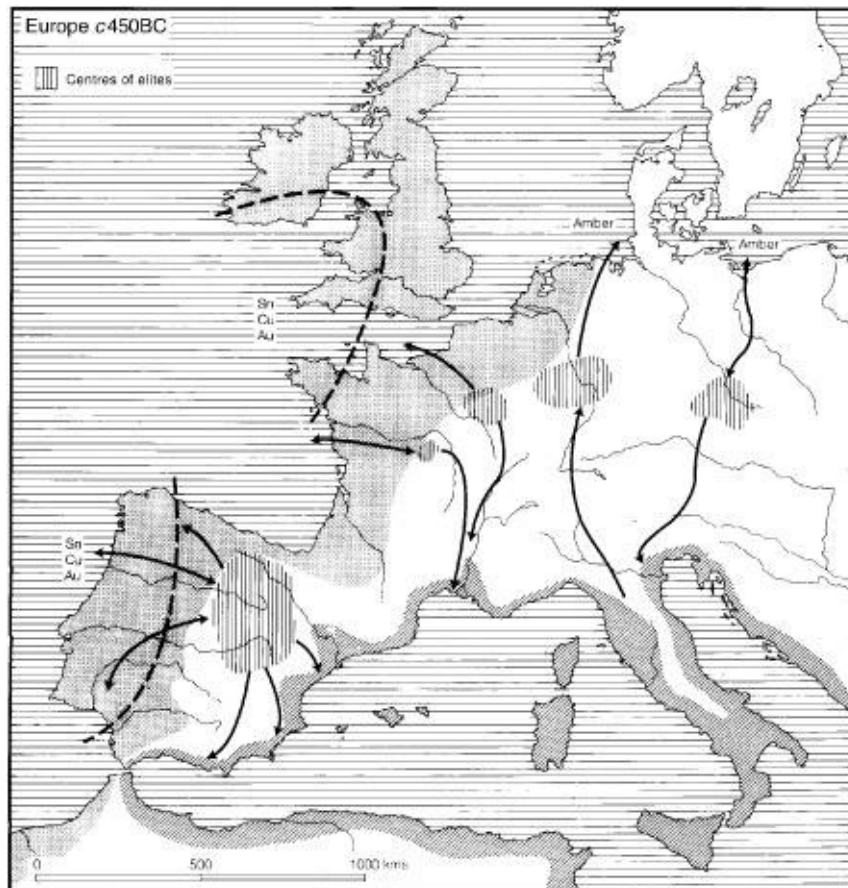 Europe c450BC
Centres of elites
Amber
Amber
Sn
Cu
Au
Sn
Cu
Au
0 500 1000 kms